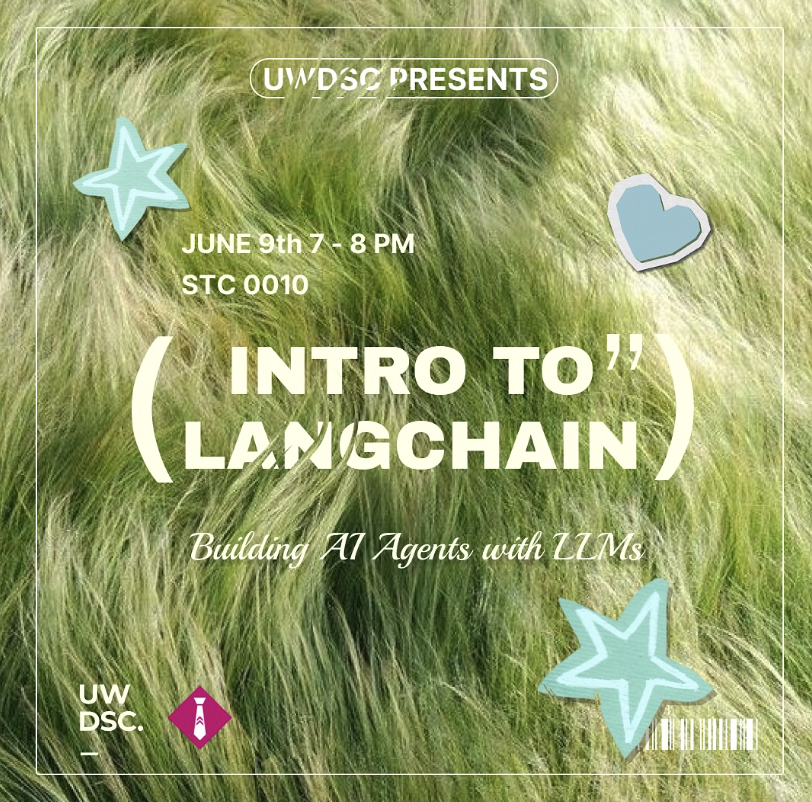 UWDSC PRESENTS
JUNE 9th 7 - 8 PM
STC 0010
( INTRO TO ” )
LANGCHAIN
Building AI Agents with LLMs
UW
DSC.